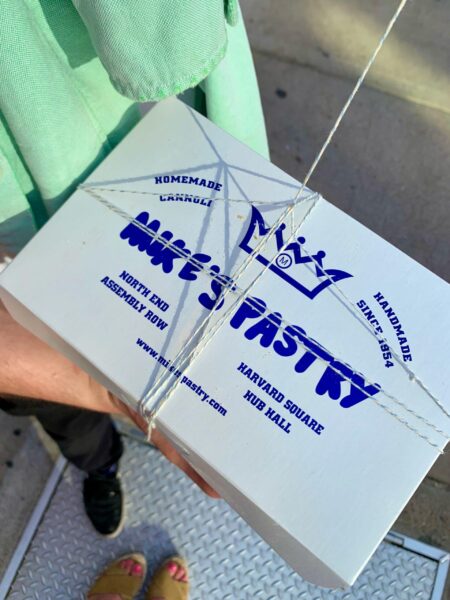 HOMEMADE
CANNOLI
M
MIKE'S PASTRY
HANDMADE
SINCE 1954
NORTH END
ASSEMBLY ROW
www.mikespastry.com
HARVARD SQUARE
HUB HALL